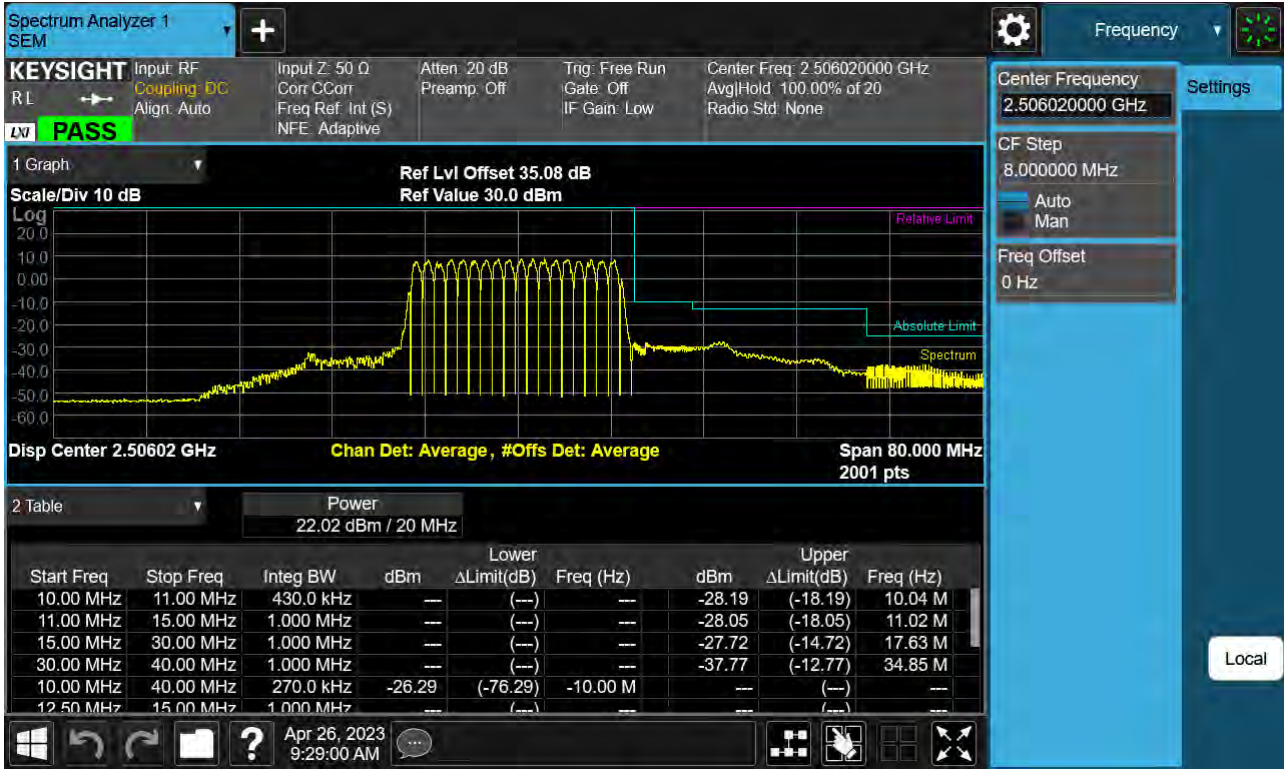 Spectrum Analyzer 1
SEM
Frequency
KEYSIGHT
Input: RF
Coupling: DC
Align: Auto
Input Z: 50 Ω
Corr CCorr
Freq Ref: Int (S)
NFE: Adaptive
Atten: 20 dB
Preamp: Off
Trig: Free Run
Gate: Off
IF Gain: Low
Center Freq: 2.506020000 GHz
Avg|Hold: 100.00% of 20
Radio Std: None
R L
LXI PASS
Center Frequency
2.506020000 GHz
Settings
CF Step
8.000000 MHz
Auto
Man
Freq Offset
0 Hz
Local
1 Graph
Scale/Div 10 dB
Ref Lvl Offset 35.08 dB
Ref Value 30.0 dBm
Log
20.0
10.0
0.00
-10.0
-20.0
-30.0
-40.0
-50.0
-60.0
Relative Limit
Absolute Limit
Spectrum
Disp Center 2.50602 GHz Chan Det: Average, #Offs Det: Average Span 80.000 MHz
2001 pts
2 Table
Power
22.02 dBm / 20 MHz
Lower Upper
Start Freq Stop Freq Integ BW dBm ΔLimit(dB) Freq (Hz) dBm ΔLimit(dB) Freq (Hz)
10.00 MHz 11.00 MHz 430.0 kHz --- (---) --- -28.19 (-18.19) 10.04 M
11.00 MHz 15.00 MHz 1.000 MHz --- (---) --- -28.05 (-18.05) 11.02 M
15.00 MHz 30.00 MHz 1.000 MHz --- (---) --- -27.72 (-14.72) 17.63 M
30.00 MHz 40.00 MHz 1.000 MHz --- (---) --- -37.77 (-12.77) 34.85 M
10.00 MHz 40.00 MHz 270.0 kHz -26.29 (-76.29) -10.00 M --- (---) ---
12.50 MHz 15.00 MHz 1.000 MHz --- (---) --- --- (---) ---
Apr 26, 2023
9:29:00 AM